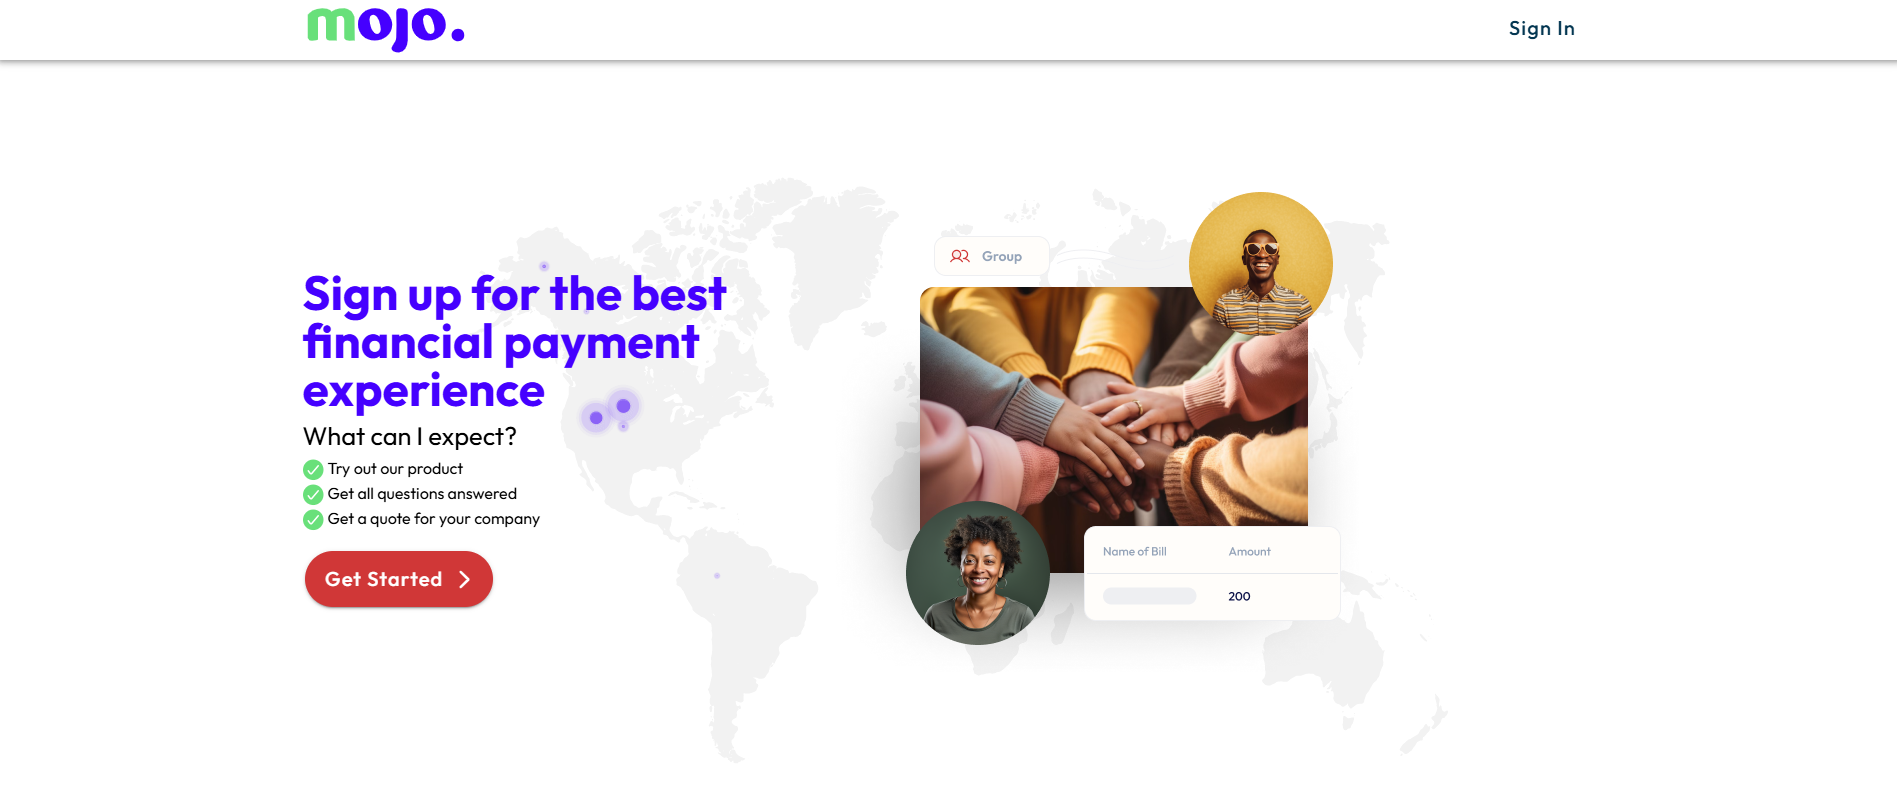 mojo.
Sign In
Sign up for the best
financial payment
experience
What can I expect?
Try out our product
Get all questions answered
Get a quote for your company
Get Started
Group
Name of Bill Amount
200